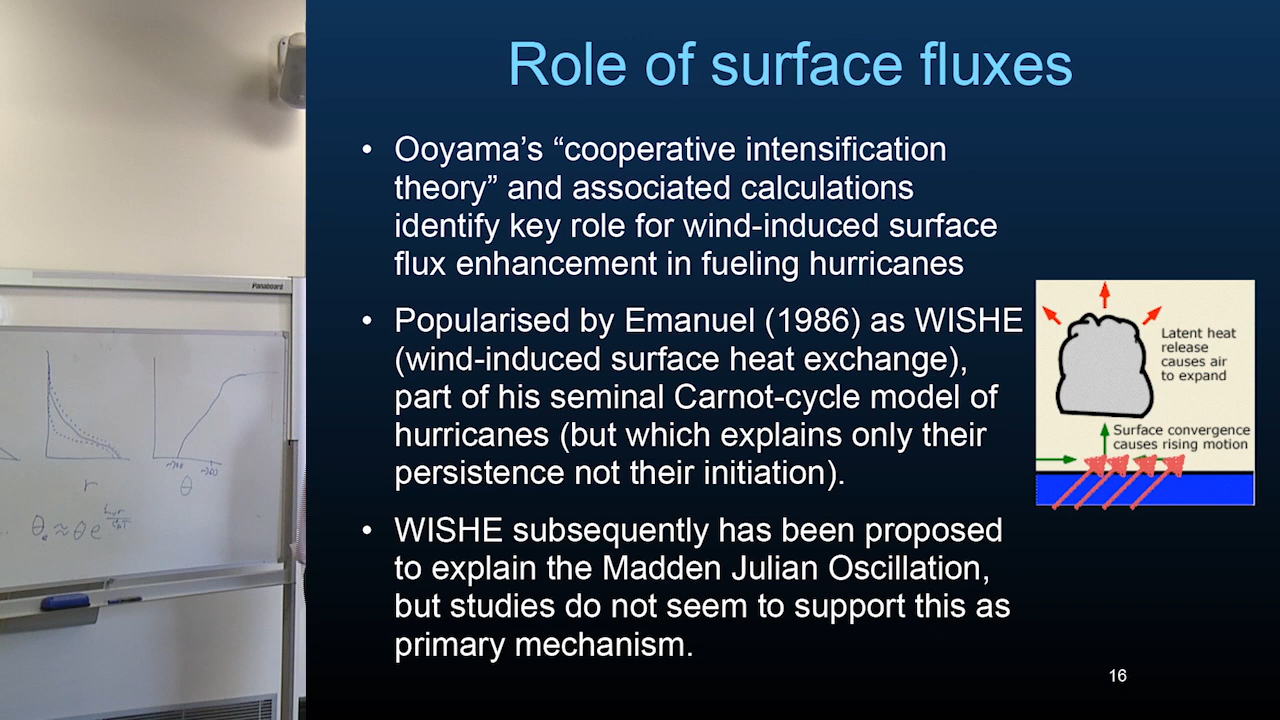 Role of surface fluxes
• Ooyama’s “cooperative intensification
theory” and associated calculations
identify key role for wind-induced surface
flux enhancement in fueling hurricanes
• Popularised by Emanuel (1986) as WISHE
(wind-induced surface heat exchange),
part of his seminal Carnot-cycle model of
hurricanes (but which explains only their
persistence not their initiation).
• WISHE subsequently has been proposed
to explain the Madden Julian Oscillation,
but studies do not seem to support this as
primary mechanism.
Latent heat
release
causes air
to expand
Surface convergence
causes rising motion
16
Panaboard
r
θ
θe ≈ θ e